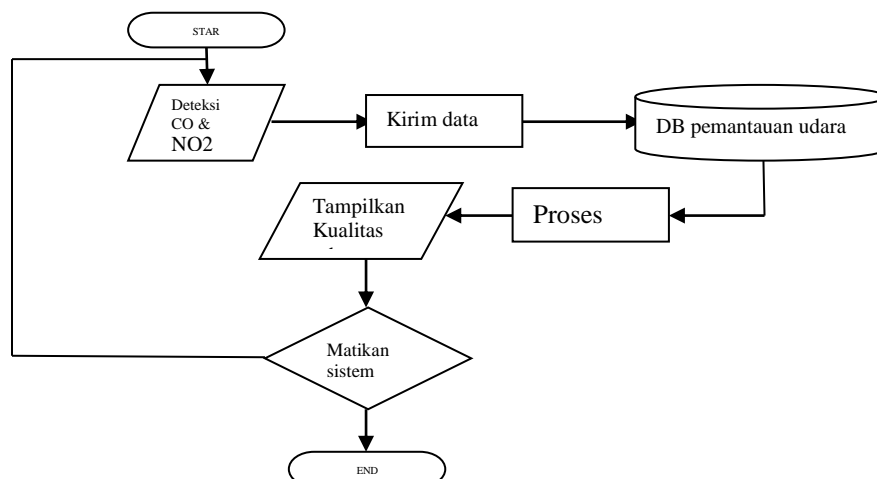 STAR
Deteksi
CO &
NO2
Kirim data
DB pemantauan udara
Proses
Tampilkan
Kualitas
Matikan
sistem
END